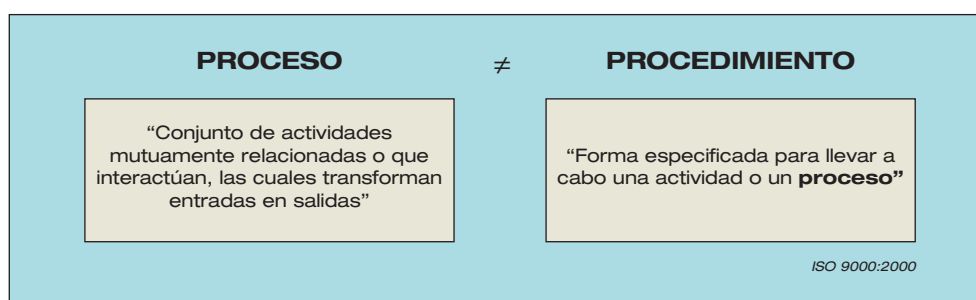 PROCESO ≠ PROCEDIMIENTO
“Conjunto de actividades
mutuamente relacionadas o que
interactúan, las cuales transforman
entradas en salidas”
“Forma especificada para llevar a
cabo una actividad o un proceso”
ISO 9000:2000